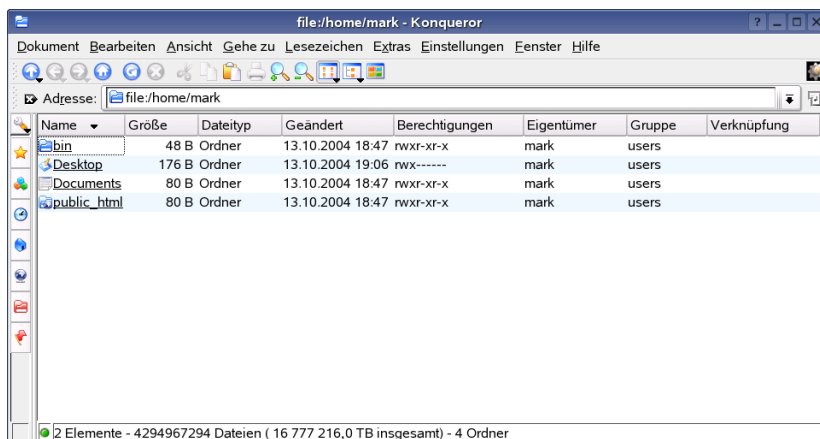 file:/home/mark - Konqueror
Dokument Bearbeiten Ansicht Gehe zu Lesezeichen Extras Einstellungen Fenster Hilfe
Adresse: file:/home/mark
Name Größe Dateityp Geändert Berechtigungen Eigentümer Gruppe Verknüpfung
bin 48 B Ordner 13.10.2004 18:47 rwxr-xr-x mark users
Desktop 176 B Ordner 13.10.2004 19:06 rwx------ mark users
Documents 80 B Ordner 13.10.2004 18:47 rwxr-xr-x mark users
public_html 80 B Ordner 13.10.2004 18:47 rwxr-xr-x mark users
2 Elemente - 4294967294 Dateien ( 16 777 216,0 TB insgesamt) - 4 Ordner